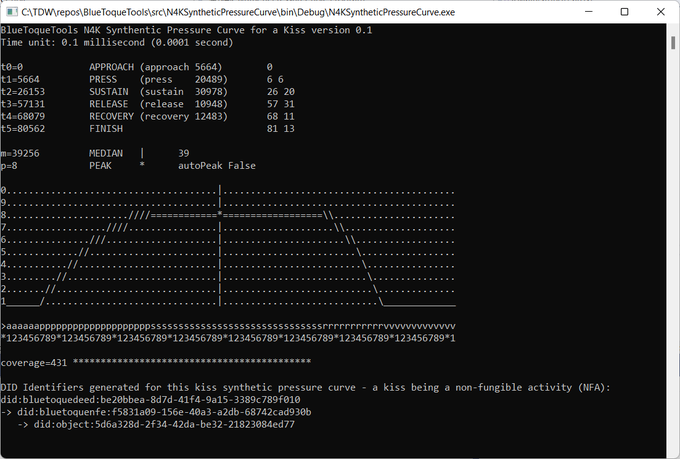 C:\TDW\repos\BlueToqueTools\src\N4KSyntheticPressureCurve\bin\Debug\N4KSyntheticPressureCurve.exe
BlueToqueTools N4K Synthentic Pressure Curve for a Kiss version 0.1
Time unit: 0.1 millisecond (0.0001 second)
t0=0 APPROACH (approach 5664) 0
t1=5664 PRESS (press 20489) 6 6
t2=26153 SUSTAIN (sustain 30978) 26 20
t3=57131 RELEASE (release 10948) 57 31
t4=68079 RECOVERY (recovery 12483) 68 11
t5=80562 FINISH 81 13
m=39256 MEDIAN | 39
p=8 PEAK * autoPeak False
0......................................|..........................................
9......................................|..........................................
8......................////============*==================\\......................
7...................////...............|....................\\....................
6................///...................|......................\\..................
5..............//......................|........................\.................
4............//........................|.........................\................
3..........//..........................|..........................\...............
2........//............................|...........................\..............
1______/...............................|............................\_____________
>aaaaaappppppppppppppppppppsssssssssssssssssssssssssssssssrrrrrrrrrrrvvvvvvvvvvvvv
*123456789*123456789*123456789*123456789*123456789*123456789*123456789*123456789*1
coverage=431 *******************************************
DID Identifiers generated for this kiss synthetic pressure curve - a kiss being a non-fungible activity (NFA):
did:bluetoquedeed:be20bbea-8d7d-41f4-9a15-3389c789f010
-> did:bluetoquenfe:f5831a09-156e-40a3-a2db-68742cad930b
-> did:object:5d6a328d-2f34-42da-be32-21823084ed77